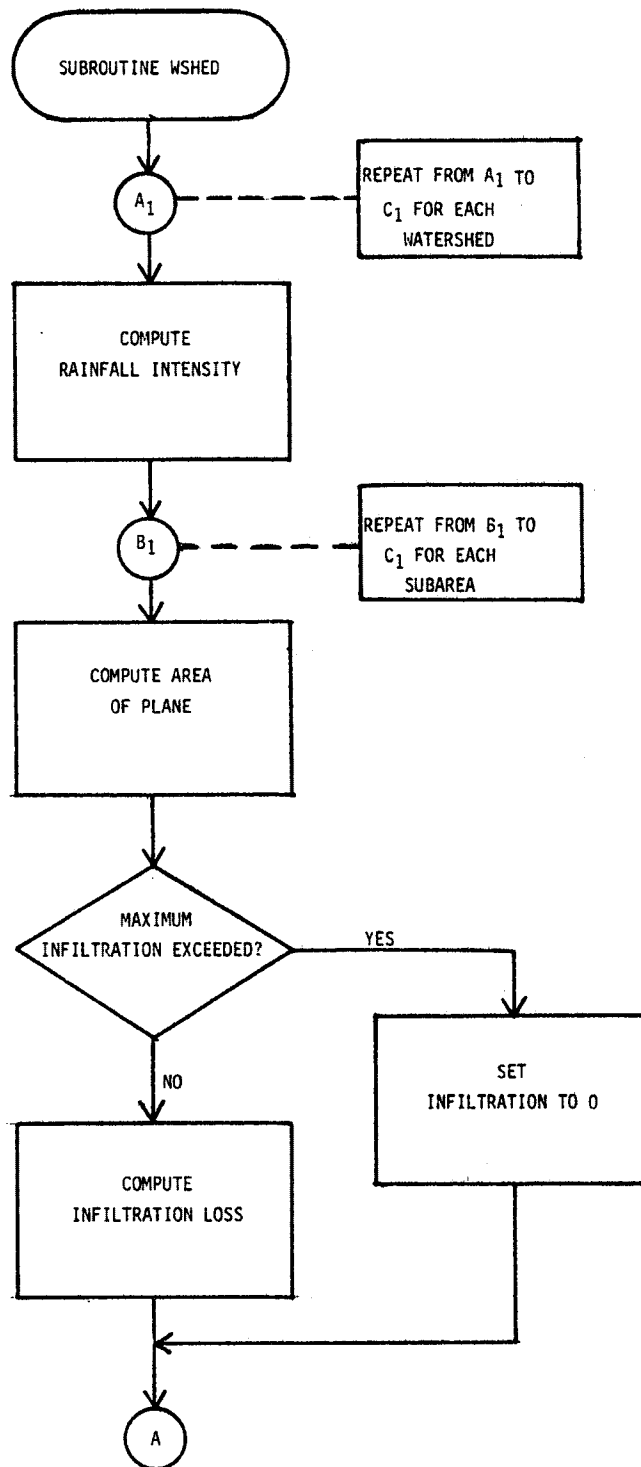 SUBROUTINE WSHED
A1
REPEAT FROM A1 TO
C1 FOR EACH
WATERSHED
COMPUTE
RAINFALL INTENSITY
B1
REPEAT FROM B1 TO
C1 FOR EACH
SUBAREA
COMPUTE AREA
OF PLANE
MAXIMUM
INFILTRATION EXCEEDED?
YES
NO
SET
INFILTRATION TO 0
COMPUTE
INFILTRATION LOSS
A